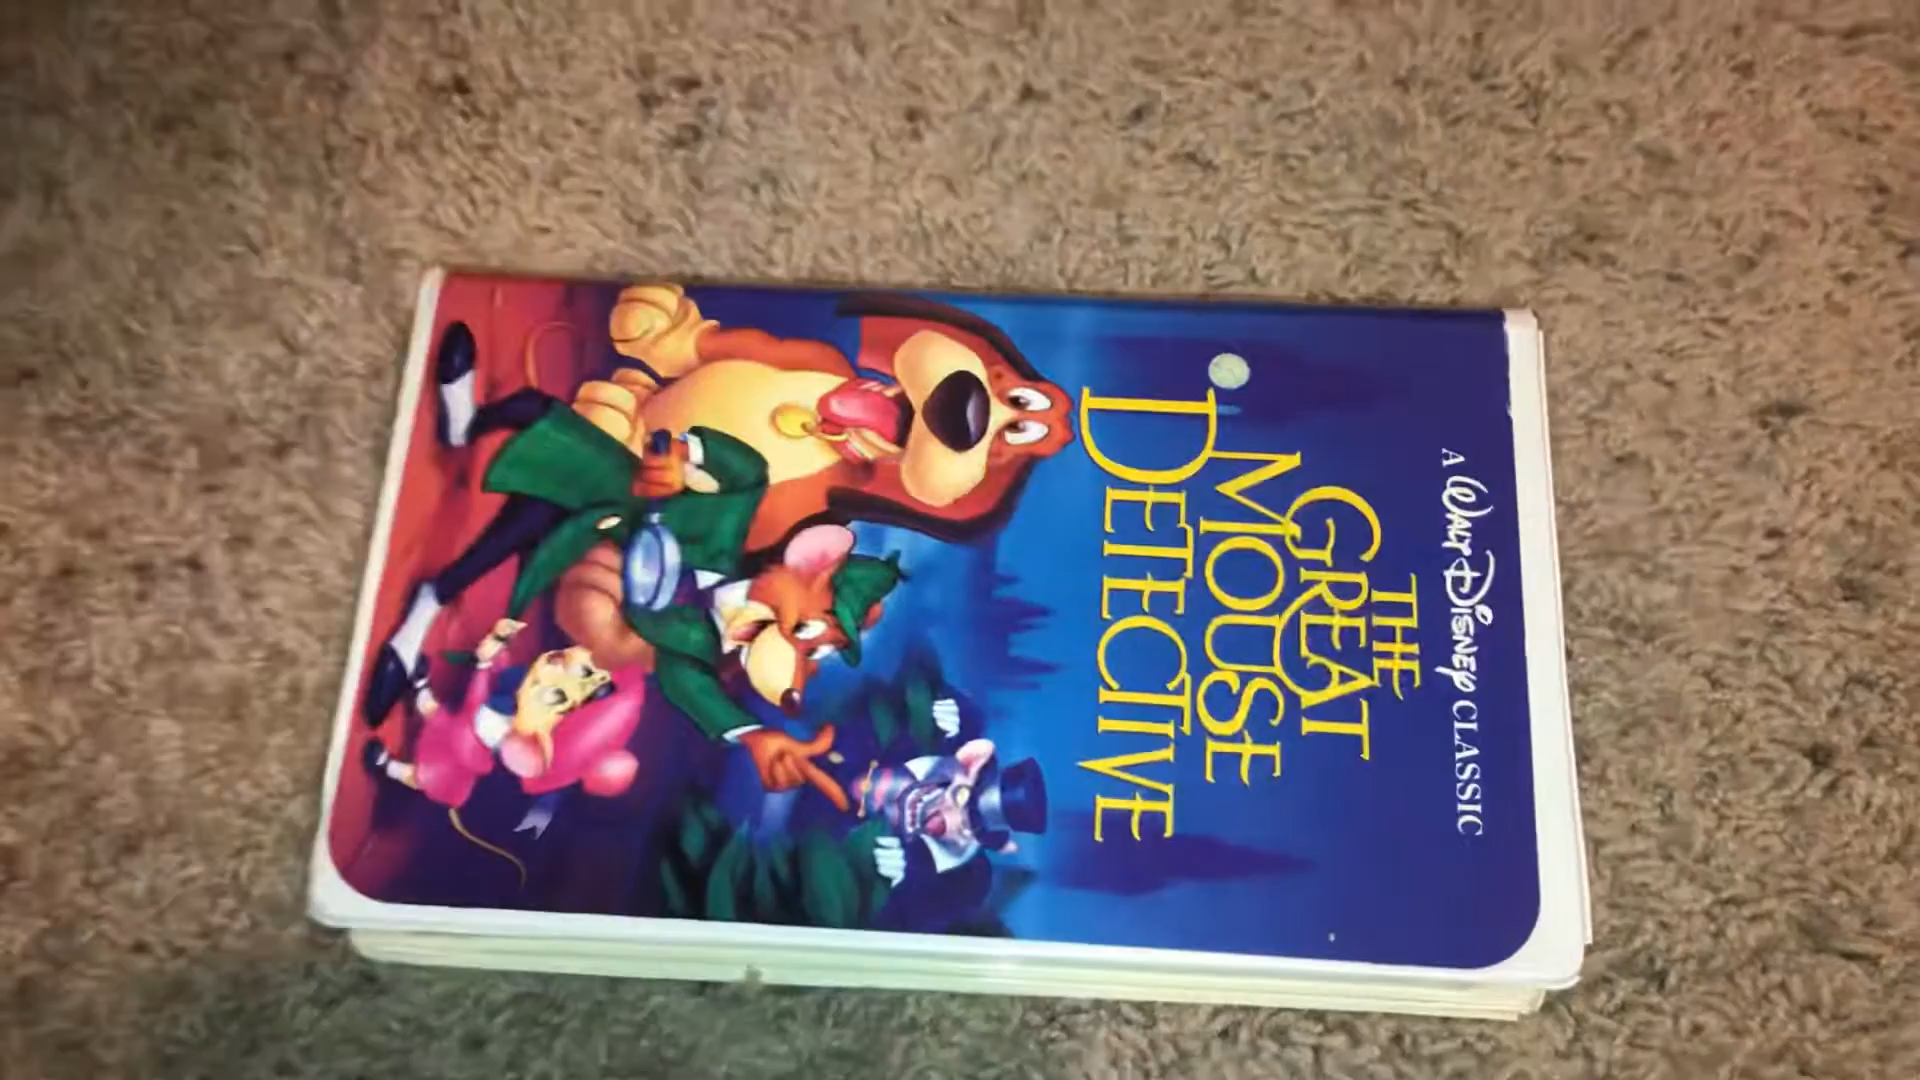 A WALT DISNEY CLASSIC
THE
GREAT
MOUSE
DETECTIVE